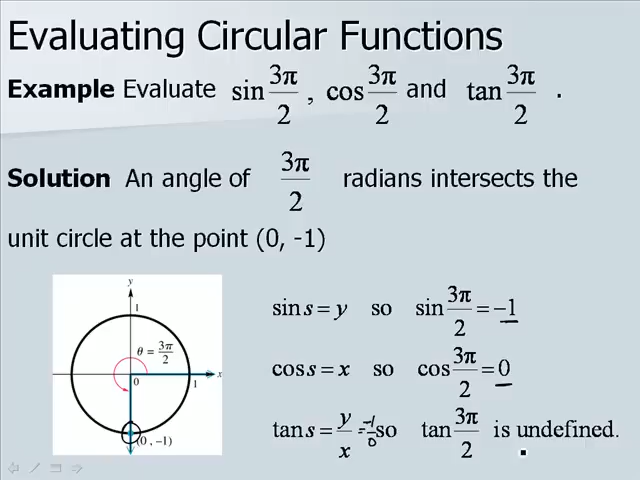 Evaluating Circular Functions
Example Evaluate sin 3π/2 , cos 3π/2 and tan 3π/2 .
Solution An angle of 3π/2 radians intersects the
unit circle at the point (0, -1)
y
1
θ = 3π/2
0
1
x
(0, −1)
sin s = y so sin 3π/2 = −1
cos s = x so cos 3π/2 = 0
tan s = y/x = -1/0 so tan 3π/2 is undefined.